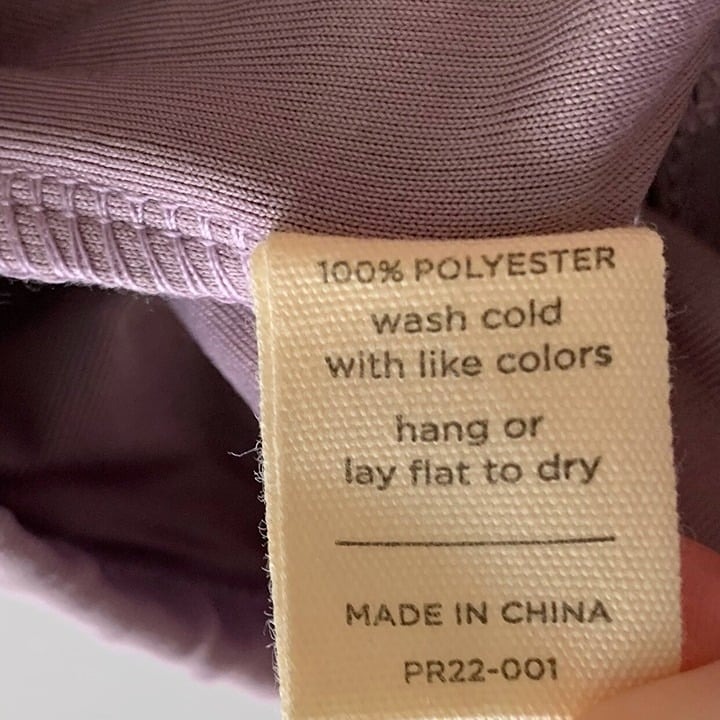 100% POLYESTER
wash cold
with like colors
hang or
lay flat to dry
MADE IN CHINA
PR22-001